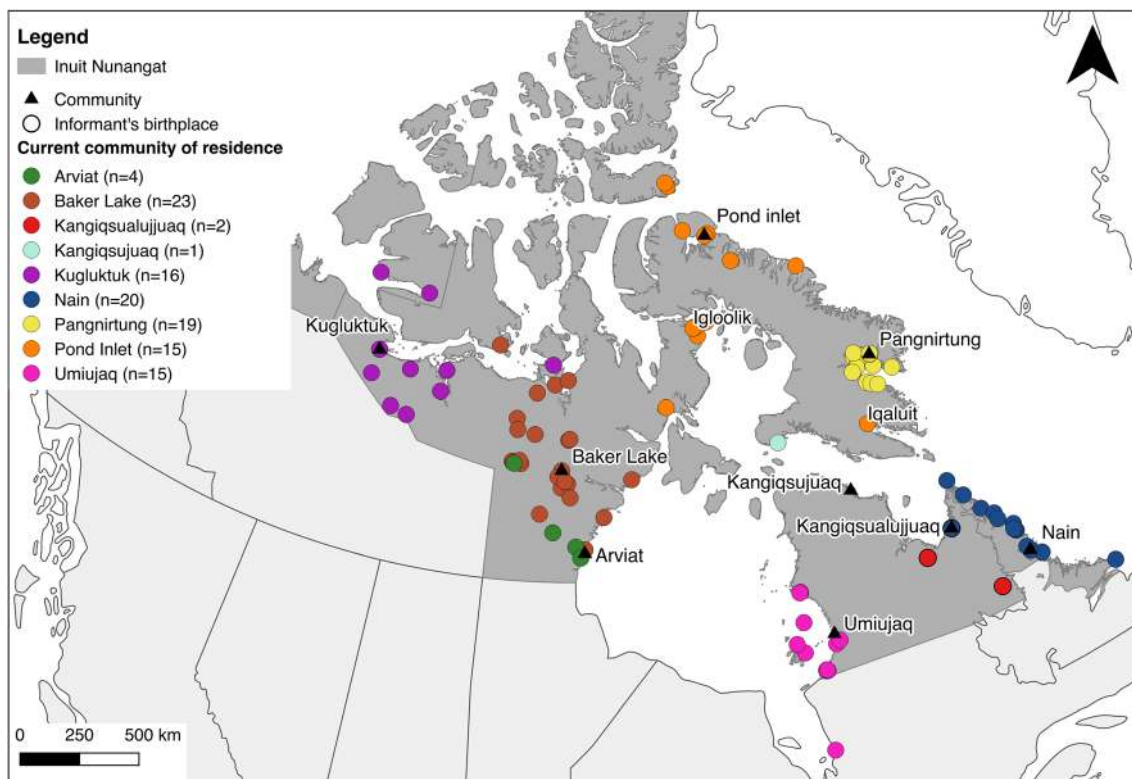 Legend
Inuit Nunangat
Community
Informant's birthplace
Current community of residence
Arviat (n=4)
Baker Lake (n=23)
Kangiqsualujjuaq (n=2)
Kangiqsujuaq (n=1)
Kugluktuk (n=16)
Nain (n=20)
Pangnirtung (n=19)
Pond Inlet (n=15)
Umiujaq (n=15)
Pond inlet
Igloolik
Kugluktuk
Pangnirtung
Iqaluit
Baker Lake
Kangiqsujuaq
Kangiqsualujjuaq
Nain
Arviat
Umiujaq
0 250 500 km